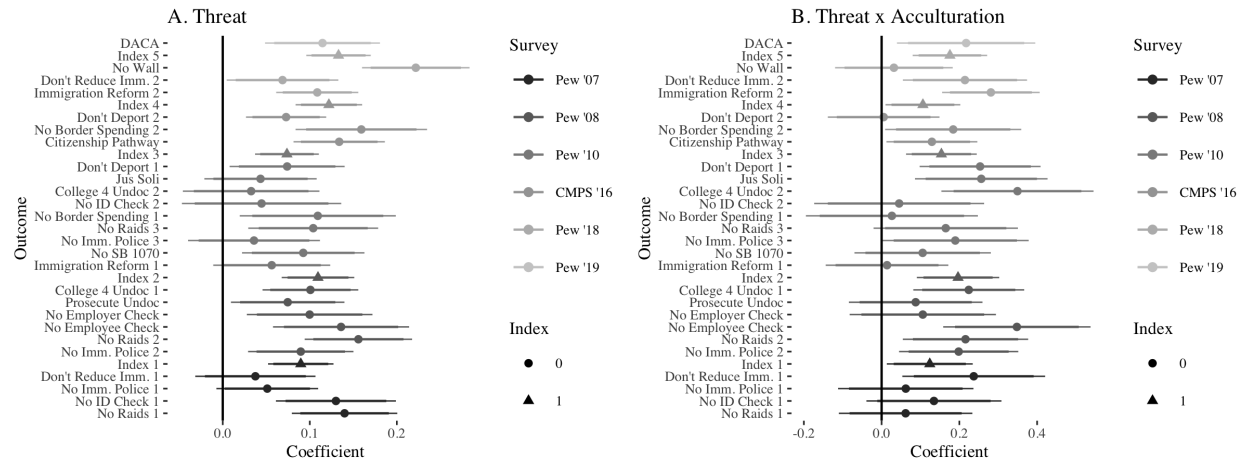 A. Threat
DACA
Index 5
No Wall
Don't Reduce Imm. 2
Immigration Reform 2
Index 4
Don't Deport 2
No Border Spending 2
Citizenship Pathway
Index 3
Don't Deport 1
Jus Soli
College 4 Undoc 2
No ID Check 2
No Border Spending 1
No Raids 3
No Imm. Police 3
No SB 1070
Immigration Reform 1
Index 2
College 4 Undoc 1
Prosecute Undoc
No Employer Check
No Employee Check
No Raids 2
No Imm. Police 2
Index 1
Don't Reduce Imm. 1
No Imm. Police 1
No ID Check 1
No Raids 1
Outcome
0.0 0.1 0.2
Coefficient
Survey
Pew '07
Pew '08
Pew '10
CMPS '16
Pew '18
Pew '19
Index
0
1
B. Threat x Acculturation
DACA
Index 5
No Wall
Don't Reduce Imm. 2
Immigration Reform 2
Index 4
Don't Deport 2
No Border Spending 2
Citizenship Pathway
Index 3
Don't Deport 1
Jus Soli
College 4 Undoc 2
No ID Check 2
No Border Spending 1
No Raids 3
No Imm. Police 3
No SB 1070
Immigration Reform 1
Index 2
College 4 Undoc 1
Prosecute Undoc
No Employer Check
No Employee Check
No Raids 2
No Imm. Police 2
Index 1
Don't Reduce Imm. 1
No Imm. Police 1
No ID Check 1
No Raids 1
Outcome
-0.2 0.0 0.2 0.4
Coefficient
Survey
Pew '07
Pew '08
Pew '10
CMPS '16
Pew '18
Pew '19
Index
0
1